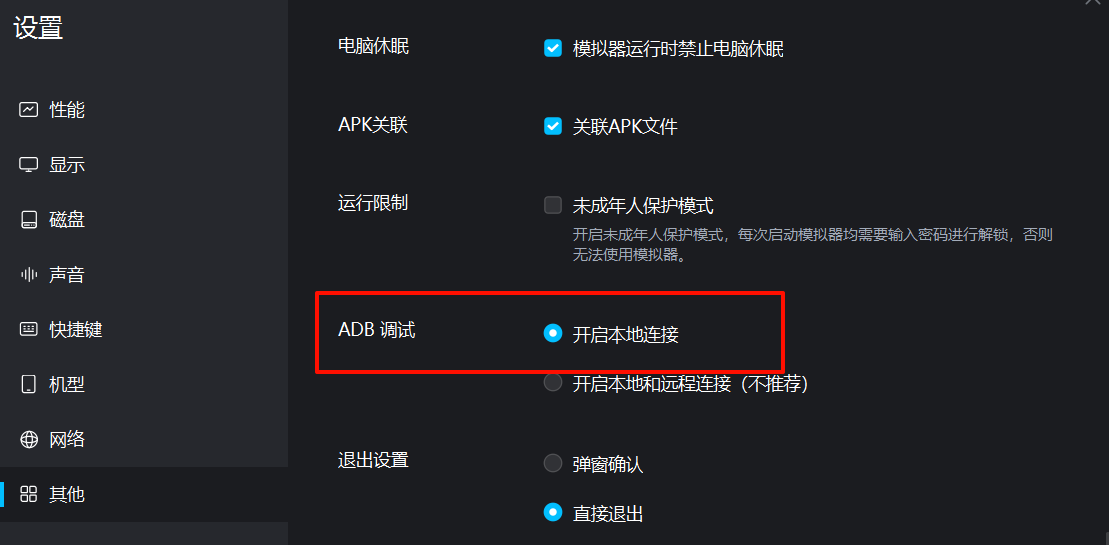 设置
性能
显示
磁盘
声音
快捷键
机型
网络
其他
电脑休眠
模拟器运行时禁止电脑休眠
APK关联
关联APK文件
运行限制
未成年人保护模式
开启未成年人保护模式，每次启动模拟器均需要输入密码进行解锁，否则
无法使用模拟器。
ADB 调试
开启本地连接
开启本地和远程连接（不推荐）
退出设置
弹窗确认
直接退出